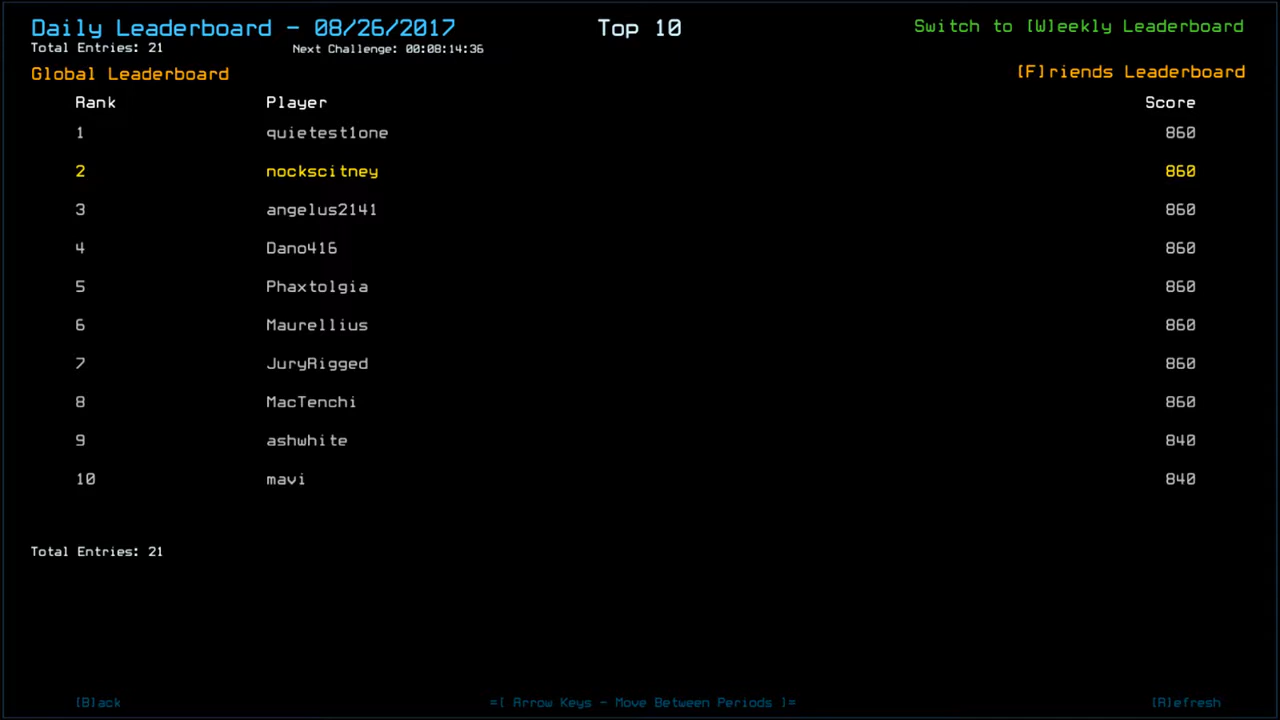 Daily Leaderboard - 08/26/2017 Top 10 Switch to [W]eekly Leaderboard
Total Entries: 21 Next Challenge: 00:08:14:36
Global Leaderboard [F]riends Leaderboard
Rank Player Score
1 quietest1one 860
2 nockscitney 860
3 angelus2141 860
4 Dano416 860
5 Phaxtolgia 860
6 Maurellius 860
7 JuryRigged 860
8 MacTenchi 860
9 ashwhite 840
10 mavi 840
Total Entries: 21
[B]ack =[ Arrow Keys - Move Between Periods ]= [R]efresh